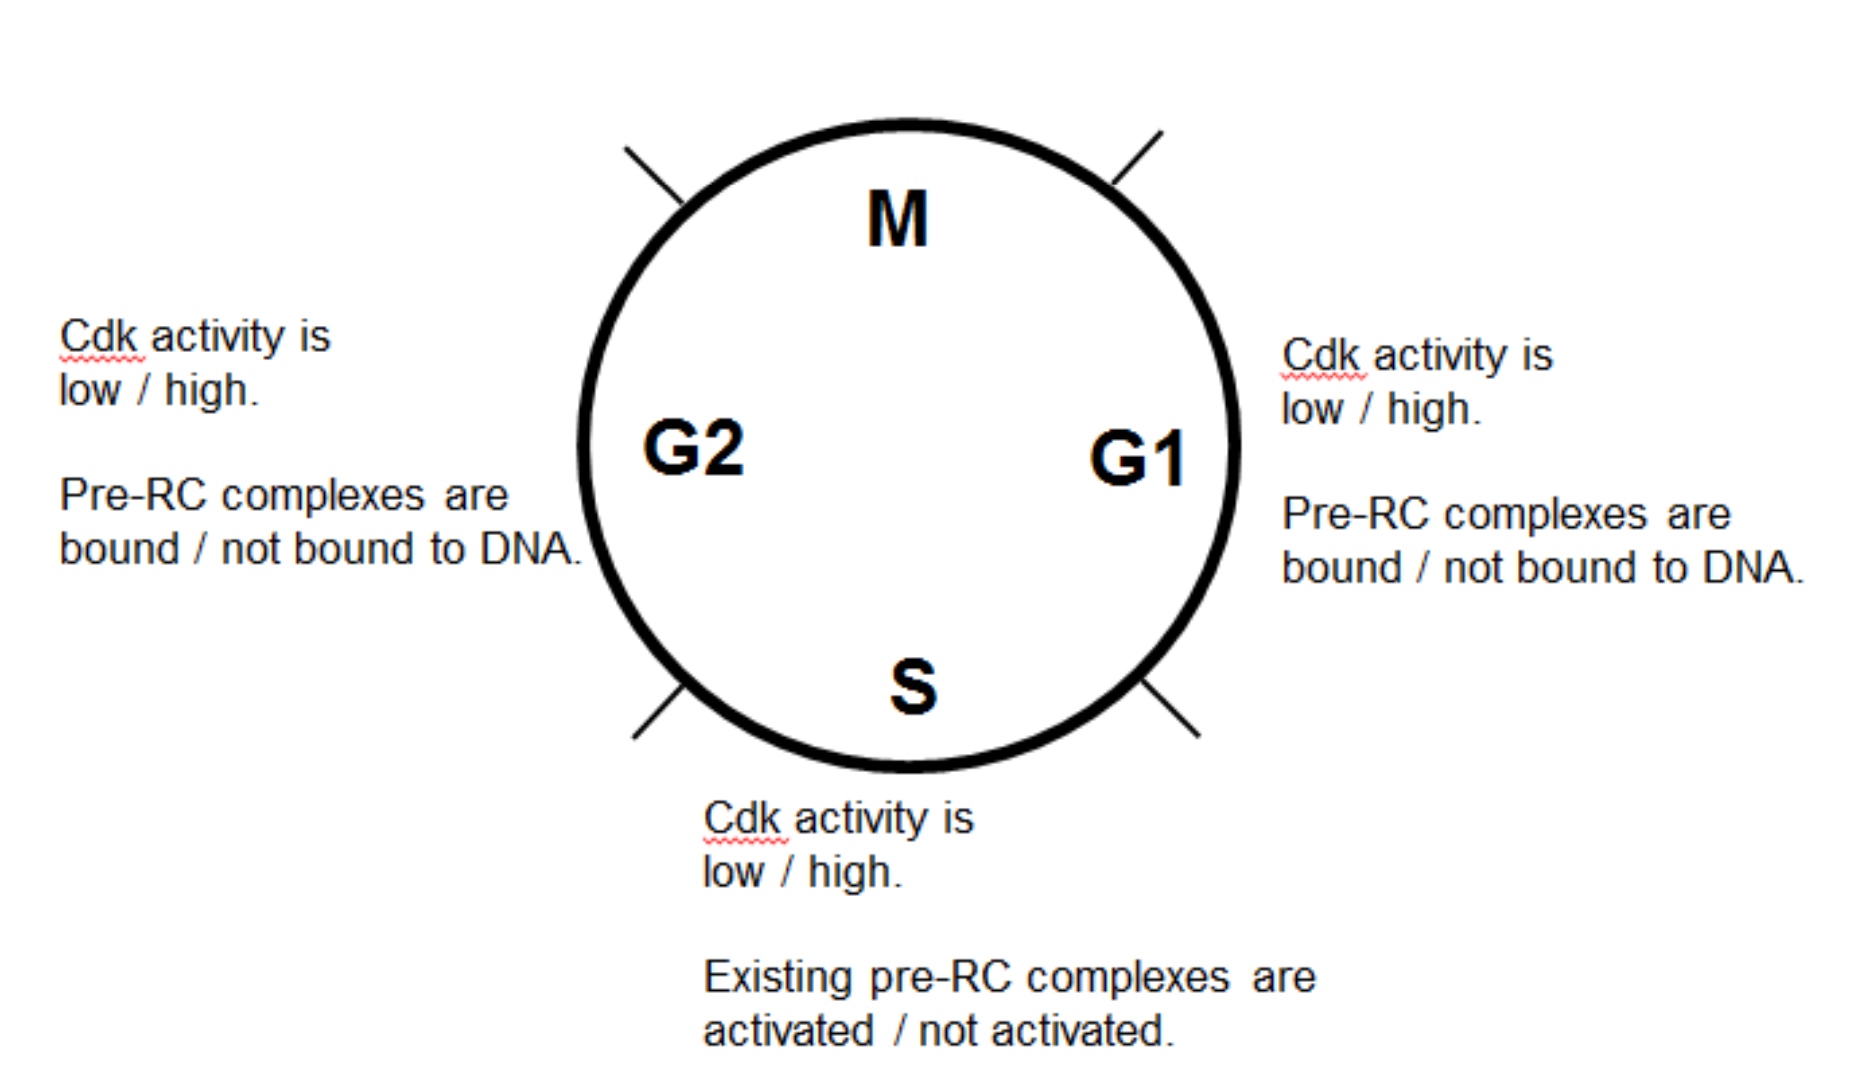 M
Cdk activity is
low / high.
Pre-RC complexes are
bound / not bound to DNA.
G2
G1
Cdk activity is
low / high.
Pre-RC complexes are
bound / not bound to DNA.
S
Cdk activity is
low / high.
Existing pre-RC complexes are
activated / not activated.